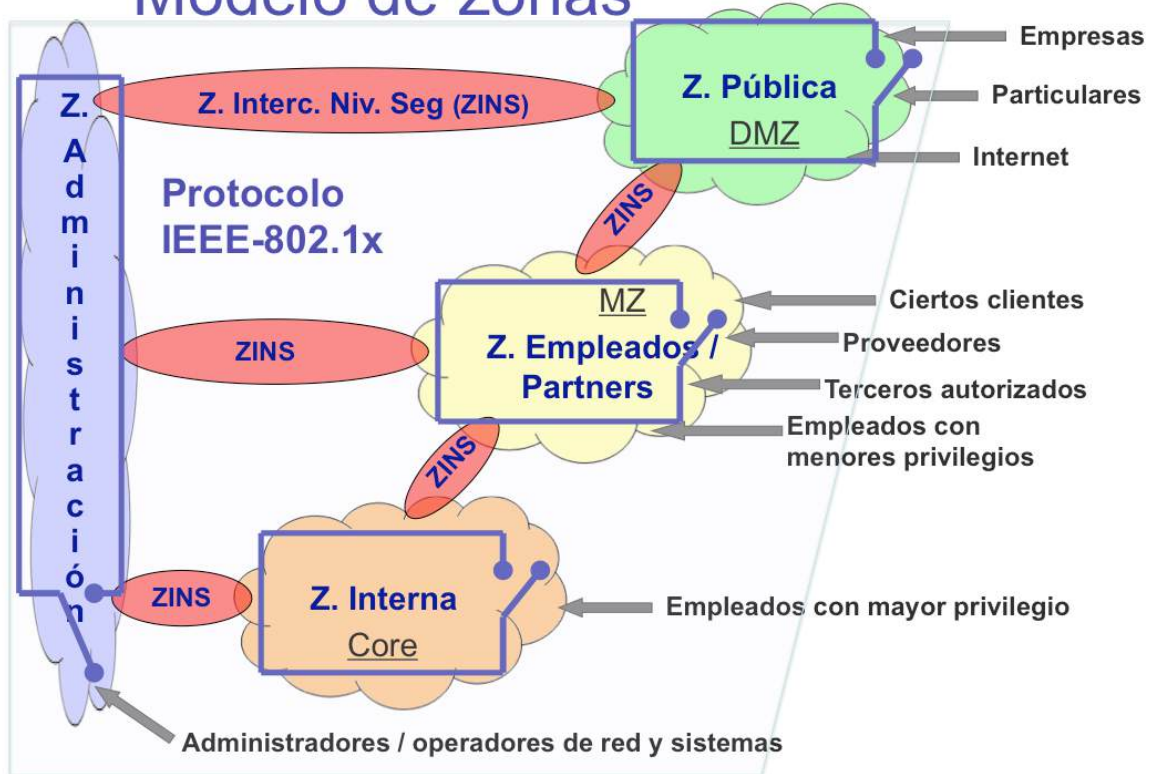 Modelo de zonas
Empresas
Z. Pública
DMZ
Particulares
Internet
Z. Interc. Niv. Seg (ZINS)
Z. Administración
Protocolo
IEEE-802.1x
ZINS
MZ
Z. Empleados /
Partners
Ciertos clientes
Proveedores
Terceros autorizados
Empleados con
menores privilegios
ZINS
ZINS
ZINS
Z. Interna
Core
Empleados con mayor privilegio
Administradores / operadores de red y sistemas